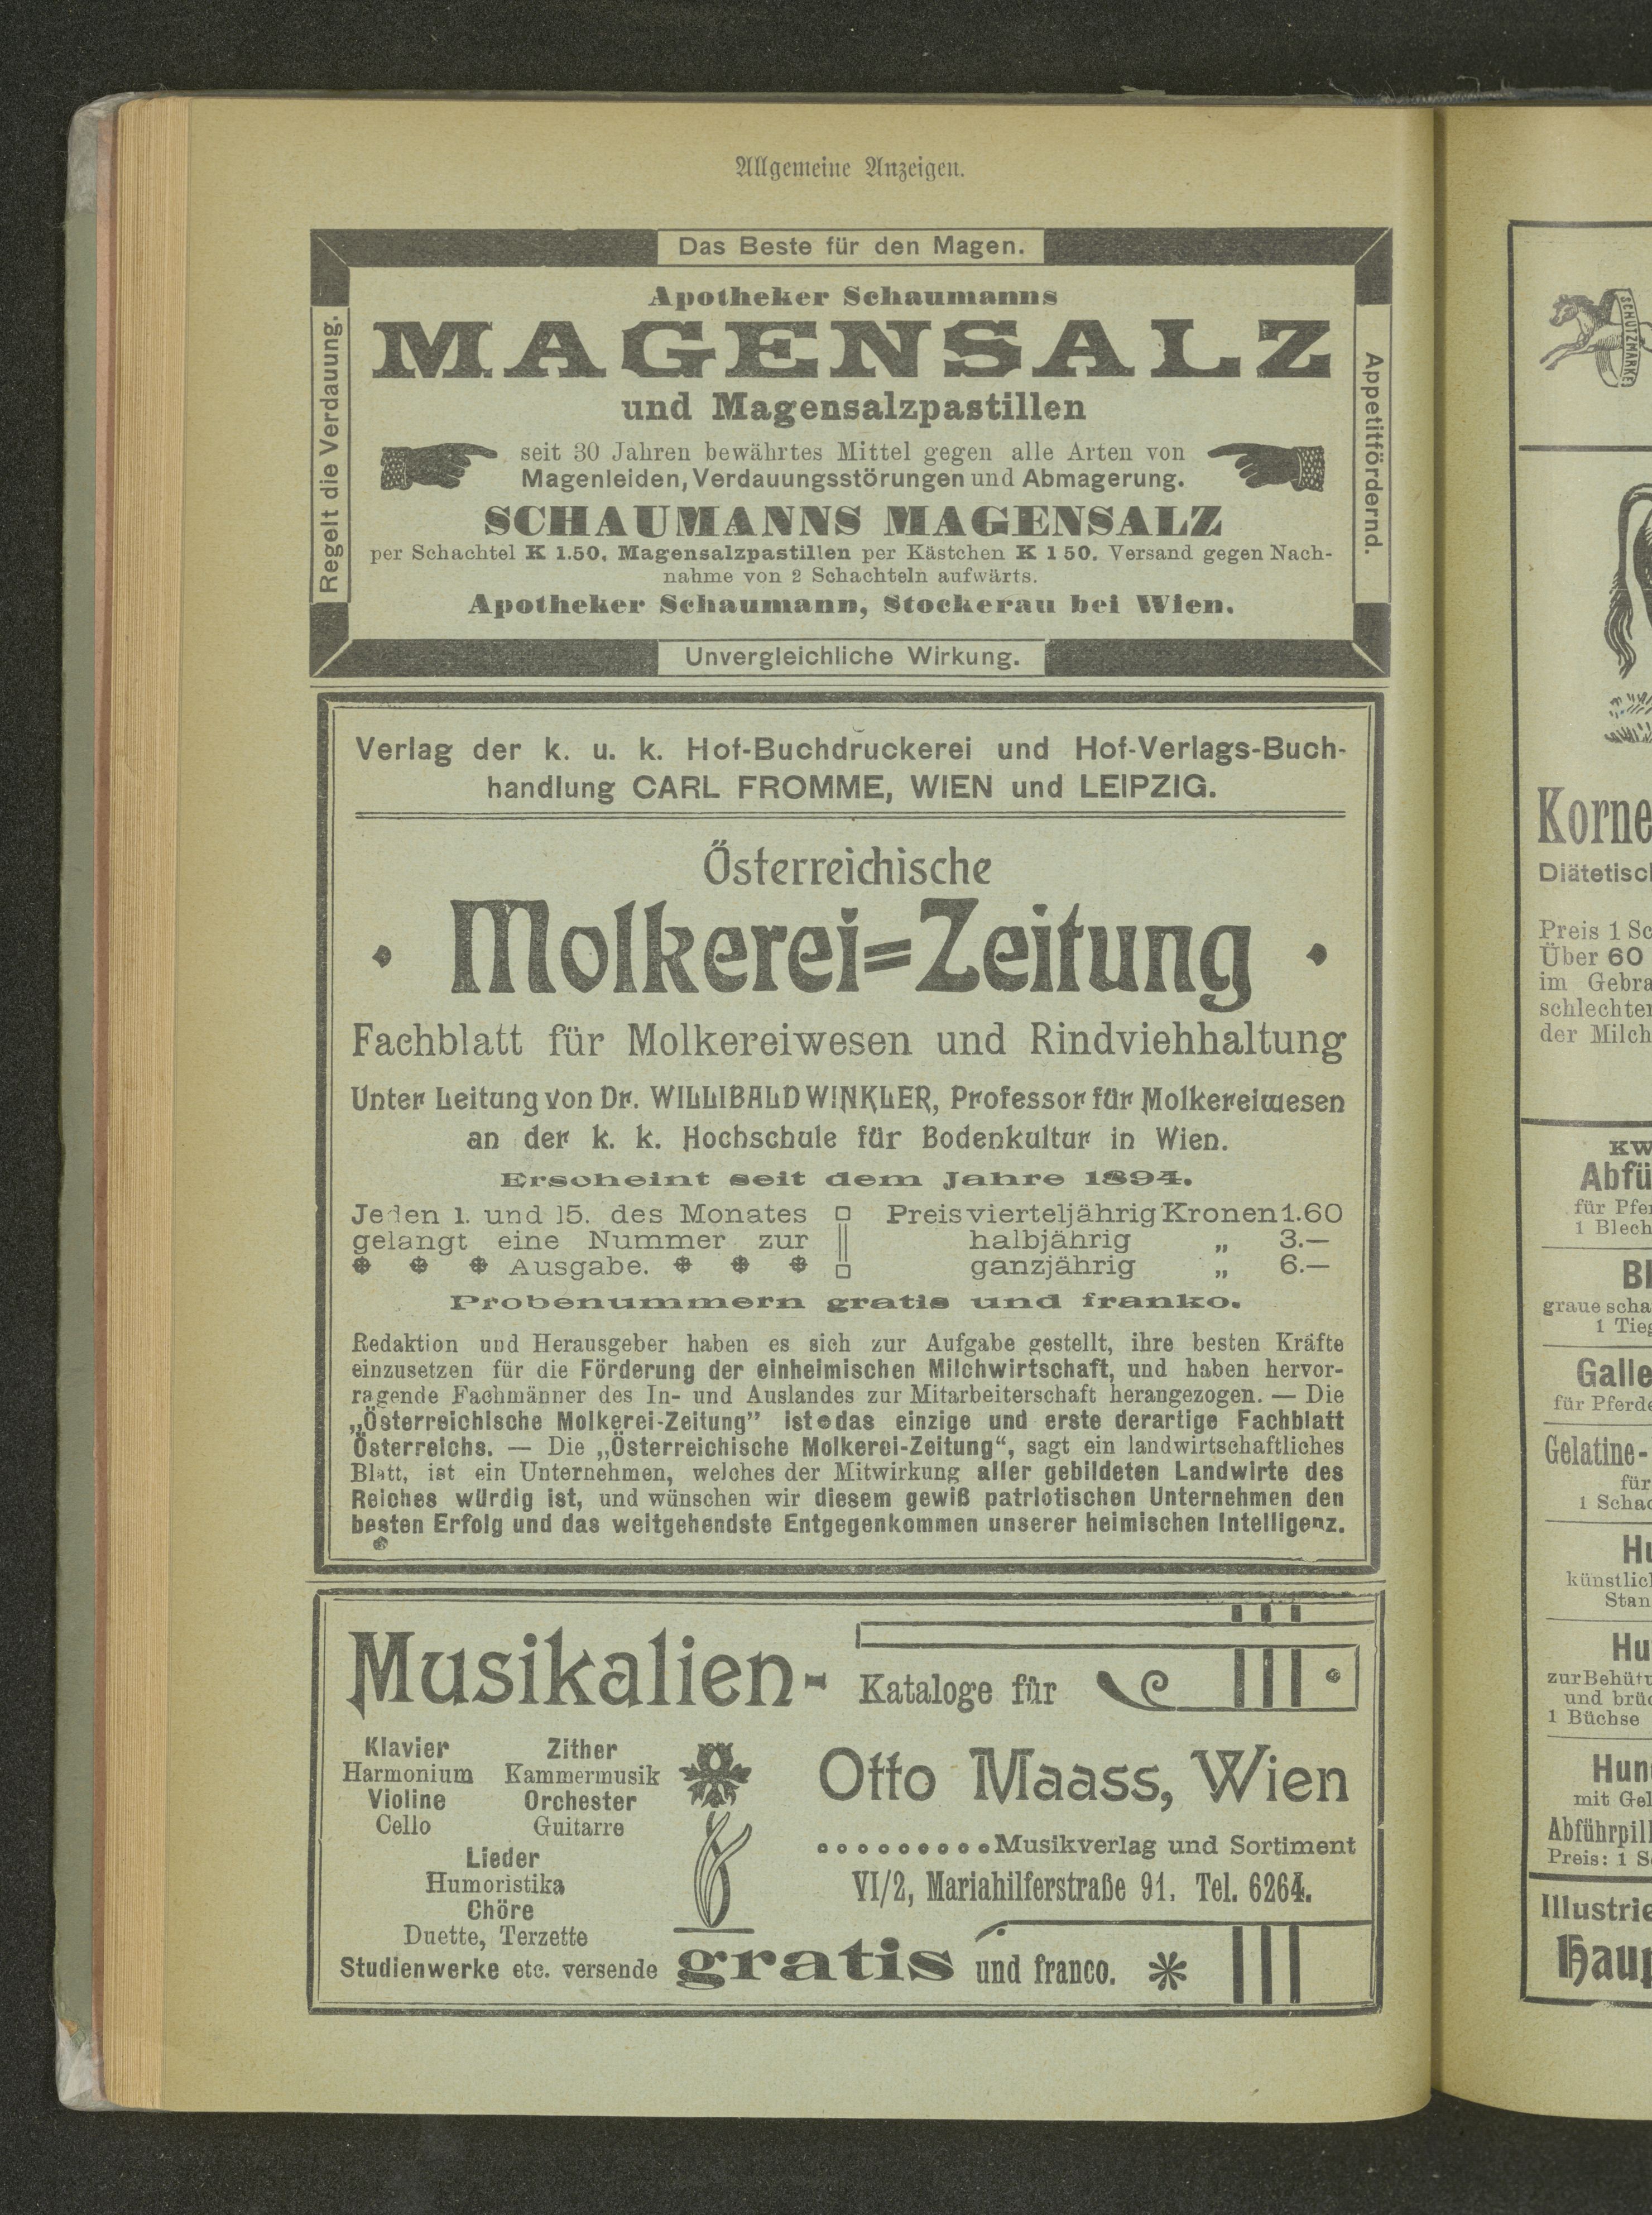 Allgemeine Anzeigen.
Das Beste für den Magen.
Regelt die Verdauung.
Appetitfördernd.
Apotheker Schaumanns
MAGENSALZ
und Magensalzpastillen
seit 30 Jahren bewährtes Mittel gegen alle Arten von
Magenleiden, Verdauungsstörungen und Abmagerung.
SCHAUMANNS MAGENSALZ
per Schachtel K 1.50, Magensalzpastillen per Kästchen K 1 50. Versand gegen Nach-
nahme von 2 Schachteln aufwärts.
Apotheker Schaumann, Stockerau bei Wien.
Unvergleichliche Wirkung.
Verlag der k. u. k. Hof-Buchdruckerei und Hof-Verlags-Buch-
handlung CARL FROMME, WIEN und LEIPZIG.
Österreichische
Molkerei=Zeitung
Fachblatt für Molkereiwesen und Rindviehhaltung
Unter Leitung von Dr. WILLIBALD WINKLER, Professor für Molkereiwesen
an der k. k. Hochschule für Bodenkultur in Wien.
Erscheint seit dem Jahre 1894.
Jeden 1. und 15. des Monates
gelangt eine Nummer zur
Ausgabe.
Preis vierteljährig Kronen 1.60
halbjährig „ 3.—
ganzjährig „ 6.—
Probenummern gratis und franko.
Redaktion und Herausgeber haben es sich zur Aufgabe gestellt, ihre besten Kräfte
einzusetzen für die Förderung der einheimischen Milchwirtschaft, und haben hervor-
ragende Fachmänner des In- und Auslandes zur Mitarbeiterschaft herangezogen. — Die
„Österreichische Molkerei-Zeitung” ist das einzige und erste derartige Fachblatt
Österreichs. — Die „Österreichische Molkerei-Zeitung“, sagt ein landwirtschaftliches
Blatt, ist ein Unternehmen, welches der Mitwirkung aller gebildeten Landwirte des
Reiches würdig ist, und wünschen wir diesem gewiß patriotischen Unternehmen den
besten Erfolg und das weitgehendste Entgegenkommen unserer heimischen Intelligenz.
Musikalien-
Kataloge für
Klavier
Harmonium
Violine
Cello
Zither
Kammermusik
Orchester
Guitarre
Lieder
Humoristika
Chöre
Duette, Terzette
Studienwerke etc. versende
Otto Maass, Wien
Musikverlag und Sortiment
VI/2, Mariahilferstraße 91. Tel. 6264.
gratis und franco.
SCHUTZMARKE
Korne
Diätetisch
Preis 1 Sc
Über 60
im Gebra
schlechter
der Milch
KW
Abfü
für Pfer
1 Blech
Bl
graue scha
1 Tieg
Galle
für Pferde
Gelatine-
für
1 Schac
Hu
künstlich
Stan
Hu
zur Behütu
und brüc
1 Büchse
Hun
mit Gel
Abführpill
Preis: 1 S
Illustrie
Haup